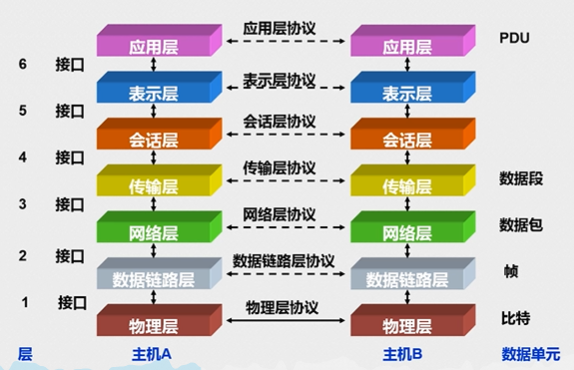 应用层 应用层协议 应用层 PDU
6 接口
表示层 表示层协议 表示层
5 接口
会话层 会话层协议 会话层
4 接口
传输层 传输层协议 传输层 数据段
3 接口
网络层 网络层协议 网络层 数据包
2 接口
数据链路层 数据链路层协议 数据链路层 帧
1 接口
物理层 物理层协议 物理层 比特
层 主机A 主机B 数据单元